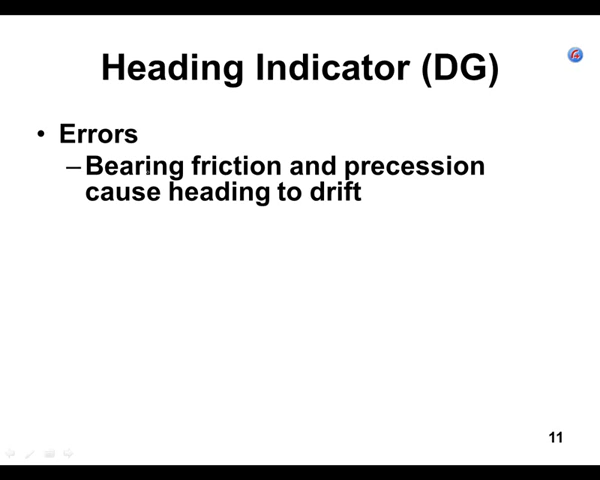 Heading Indicator (DG)
• Errors
–Bearing friction and precession
cause heading to drift
11